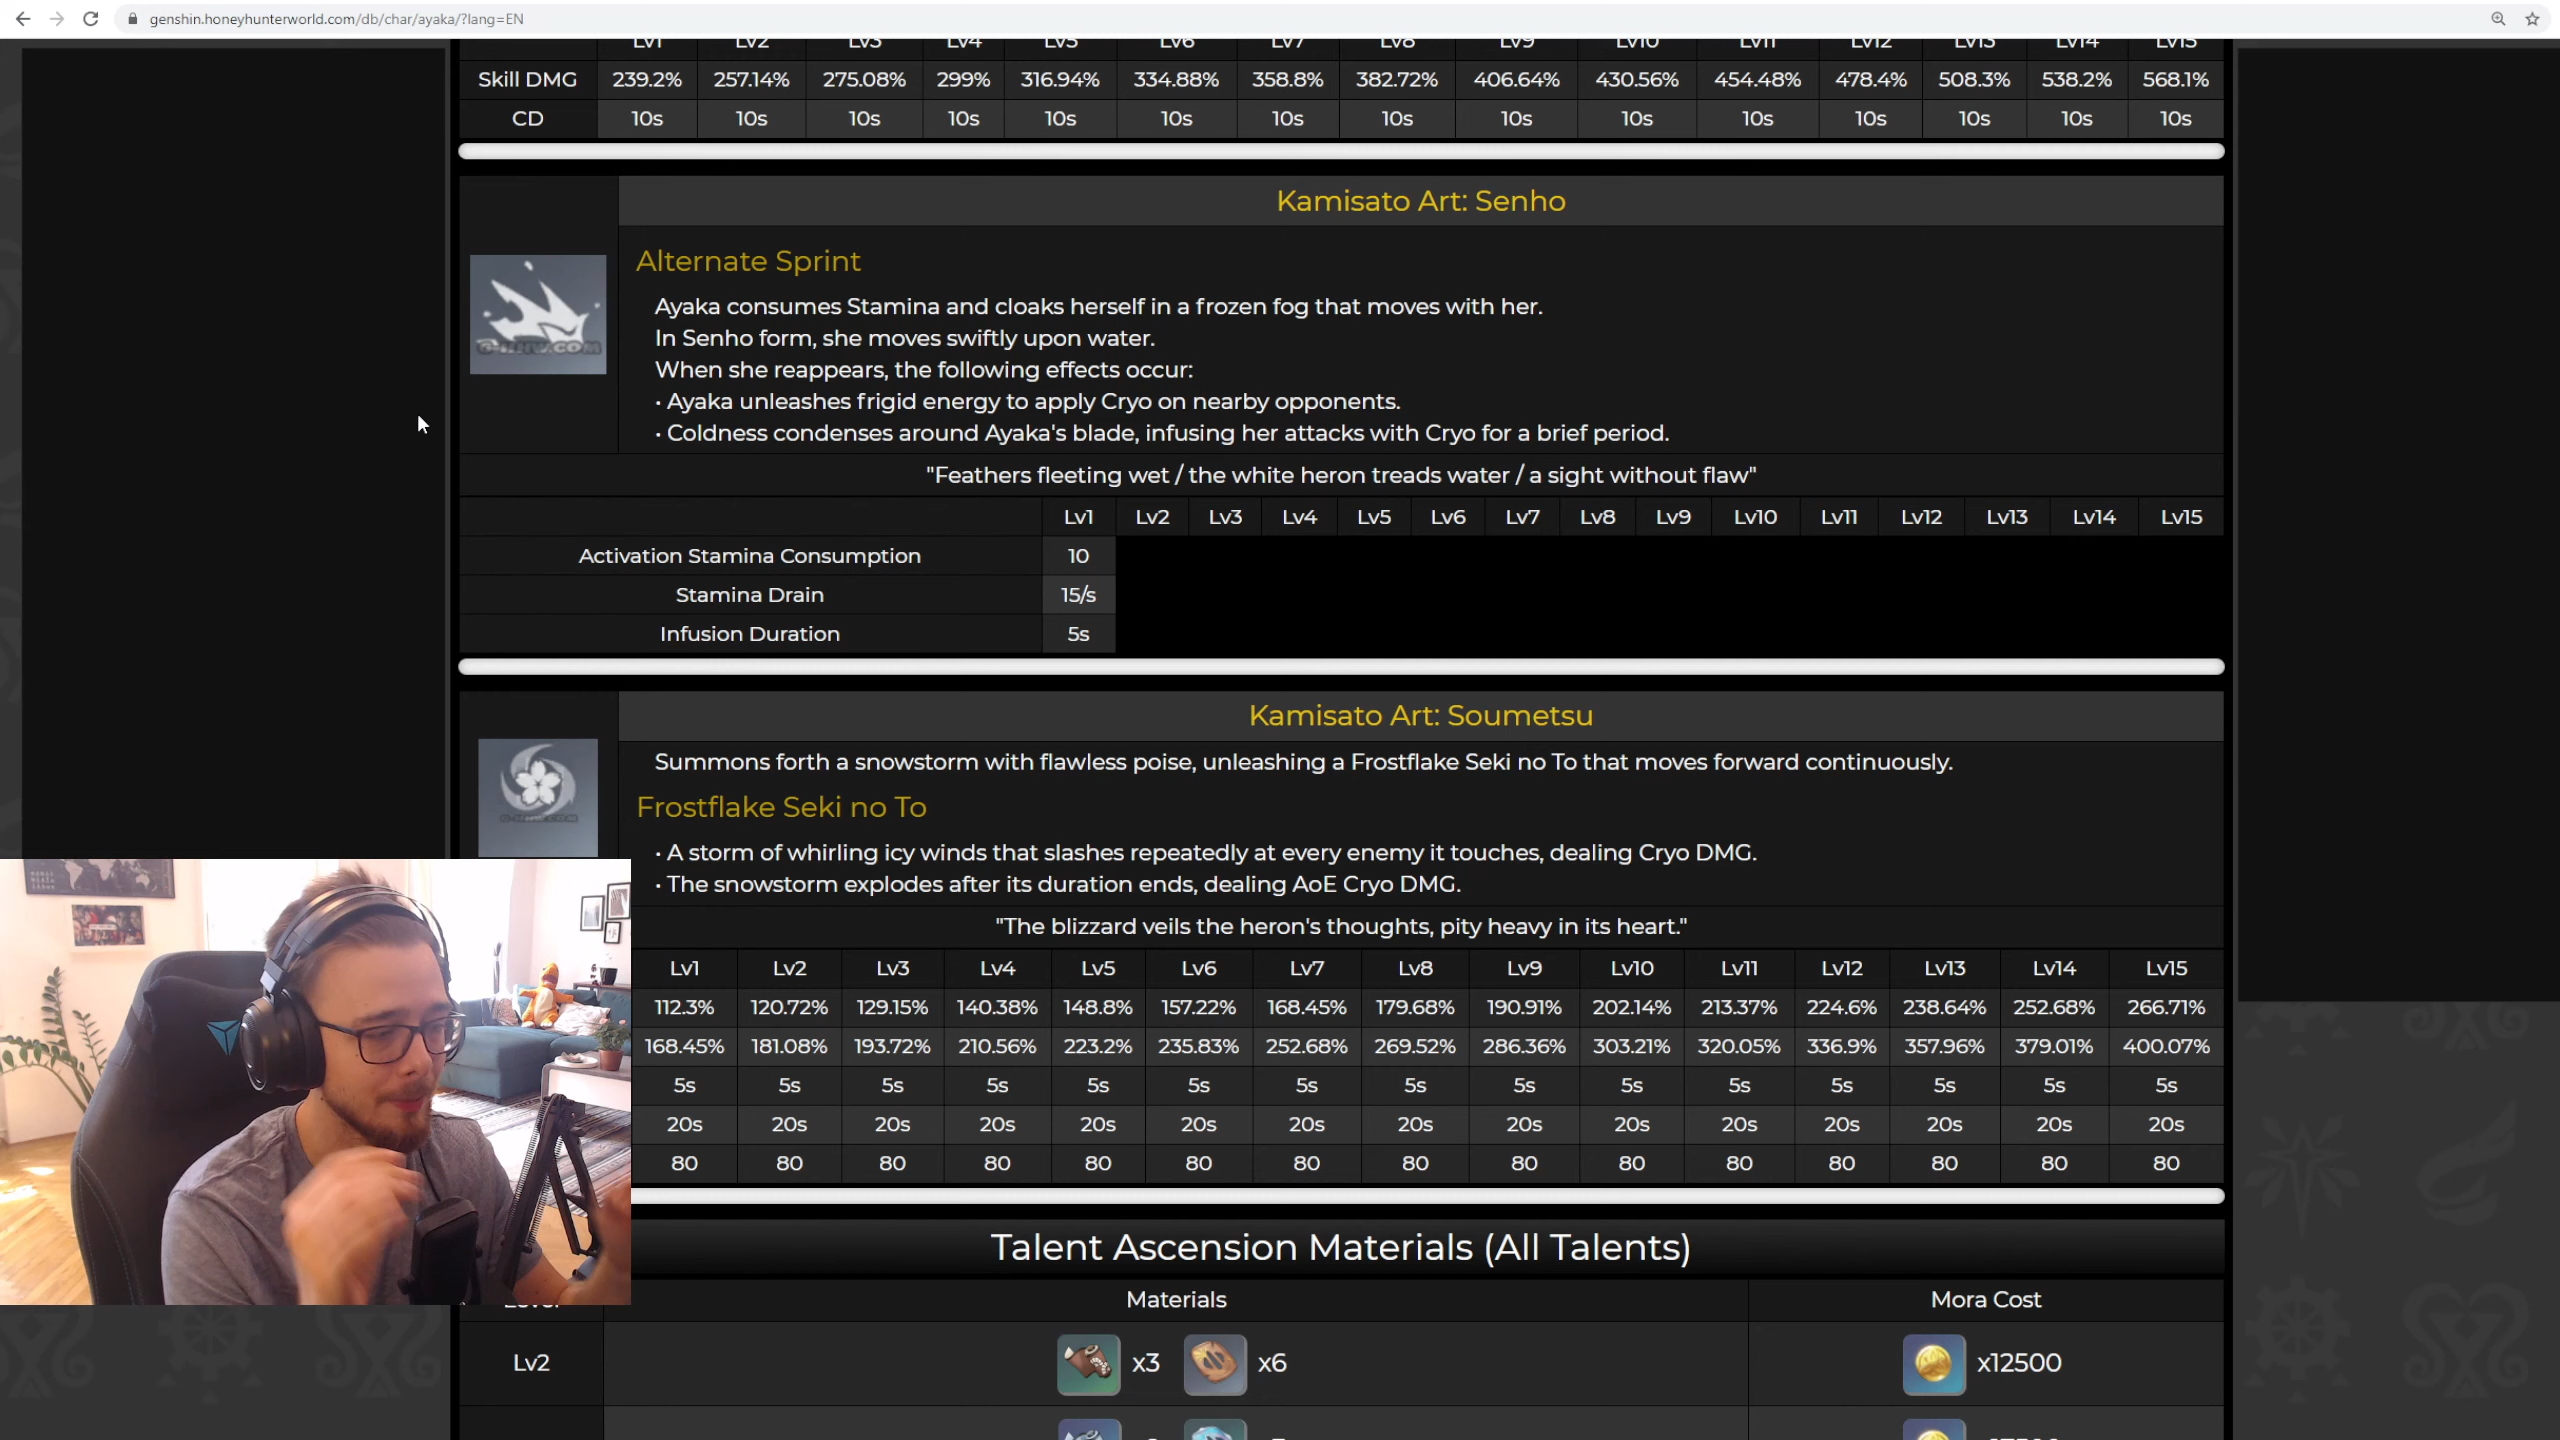 genshin.honeyhunterworld.com/db/char/ayaka/?lang=EN
Lv1 Lv2 Lv3 Lv4 Lv5 Lv6 Lv7 Lv8 Lv9 Lv10 Lv11 Lv12 Lv13 Lv14 Lv15
Skill DMG 239.2% 257.14% 275.08% 299% 316.94% 334.88% 358.8% 382.72% 406.64% 430.56% 454.48% 478.4% 508.3% 538.2% 568.1%
CD 10s 10s 10s 10s 10s 10s 10s 10s 10s 10s 10s 10s 10s 10s 10s
Kamisato Art: Senho
Alternate Sprint
Ayaka consumes Stamina and cloaks herself in a frozen fog that moves with her.
In Senho form, she moves swiftly upon water.
When she reappears, the following effects occur:
· Ayaka unleashes frigid energy to apply Cryo on nearby opponents.
· Coldness condenses around Ayaka's blade, infusing her attacks with Cryo for a brief period.
"Feathers fleeting wet / the white heron treads water / a sight without flaw"
Lv1 Lv2 Lv3 Lv4 Lv5 Lv6 Lv7 Lv8 Lv9 Lv10 Lv11 Lv12 Lv13 Lv14 Lv15
Activation Stamina Consumption 10
Stamina Drain 15/s
Infusion Duration 5s
Kamisato Art: Soumetsu
Summons forth a snowstorm with flawless poise, unleashing a Frostflake Seki no To that moves forward continuously.
Frostflake Seki no To
· A storm of whirling icy winds that slashes repeatedly at every enemy it touches, dealing Cryo DMG.
· The snowstorm explodes after its duration ends, dealing AoE Cryo DMG.
"The blizzard veils the heron's thoughts, pity heavy in its heart."
Lv1 Lv2 Lv3 Lv4 Lv5 Lv6 Lv7 Lv8 Lv9 Lv10 Lv11 Lv12 Lv13 Lv14 Lv15
112.3% 120.72% 129.15% 140.38% 148.8% 157.22% 168.45% 179.68% 190.91% 202.14% 213.37% 224.6% 238.64% 252.68% 266.71%
168.45% 181.08% 193.72% 210.56% 223.2% 235.83% 252.68% 269.52% 286.36% 303.21% 320.05% 336.9% 357.96% 379.01% 400.07%
5s 5s 5s 5s 5s 5s 5s 5s 5s 5s 5s 5s 5s 5s 5s
20s 20s 20s 20s 20s 20s 20s 20s 20s 20s 20s 20s 20s 20s 20s
80 80 80 80 80 80 80 80 80 80 80 80 80 80 80
Talent Ascension Materials (All Talents)
Materials Mora Cost
Lv2 x3 x6 x12500